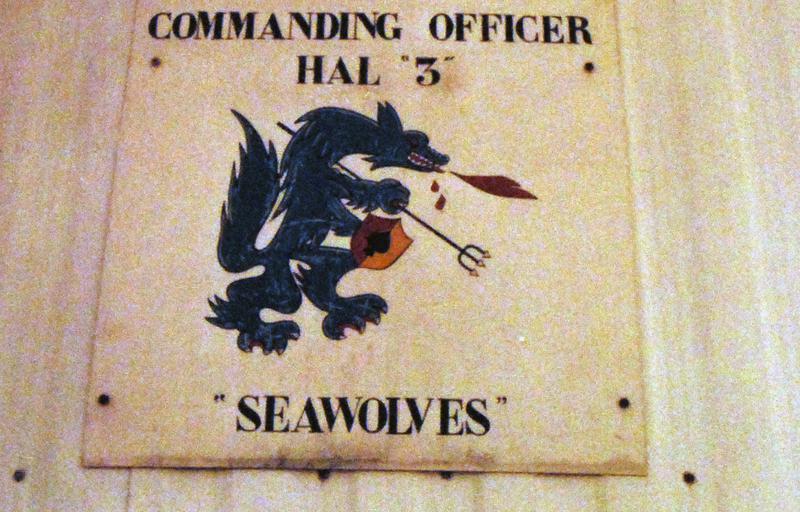 COMMANDING OFFICER
HAL "3"
"SEAWOLVES"